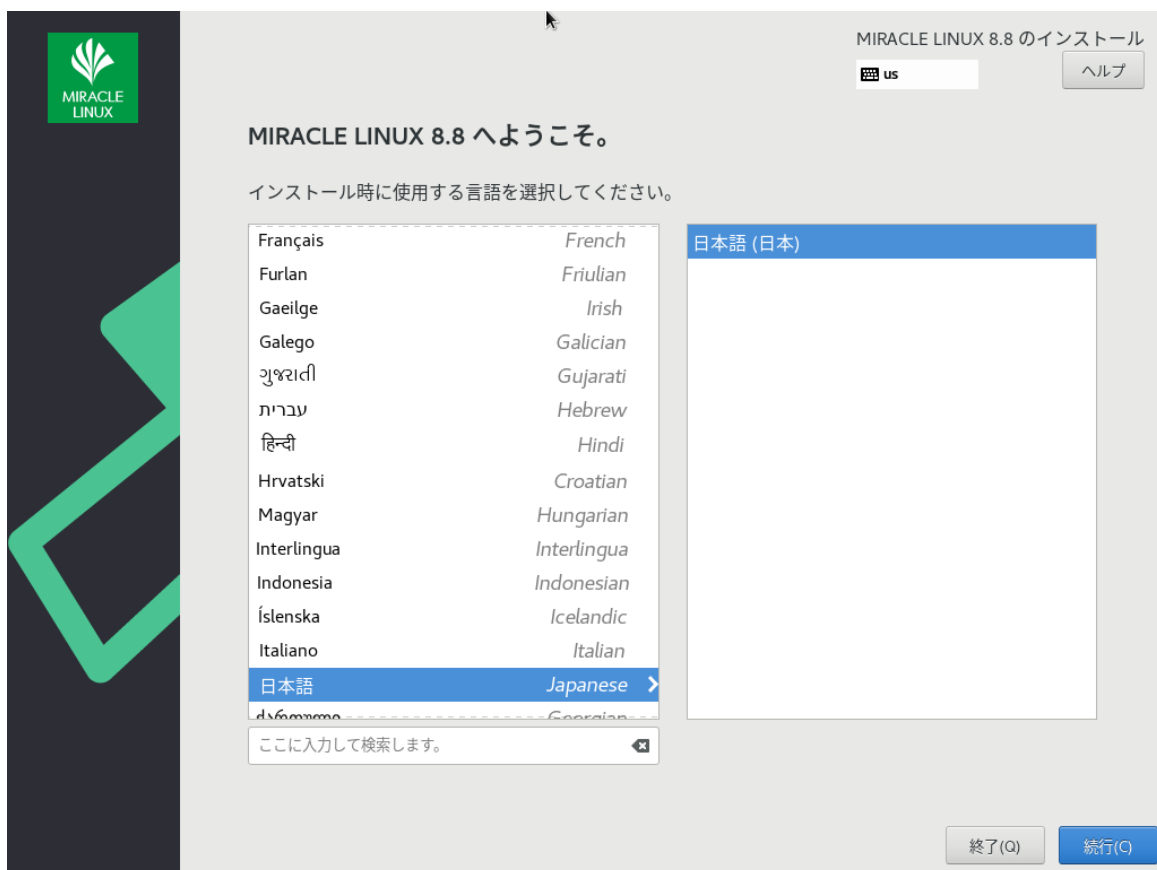 MIRACLE
LINUX
MIRACLE LINUX 8.8 のインストール
us
ヘルプ
MIRACLE LINUX 8.8 へようこそ。
インストール時に使用する言語を選択してください。
Français French
Furlan Friulian
Gaeilge Irish
Galego Galician
ગુજરાતી Gujarati
עברית Hebrew
हिन्दी Hindi
Hrvatski Croatian
Magyar Hungarian
Interlingua Interlingua
Indonesia Indonesian
Íslenska Icelandic
Italiano Italian
日本語 Japanese
ქართული Georgian
日本語 (日本)
ここに入力して検索します。
終了(Q)
続行(C)